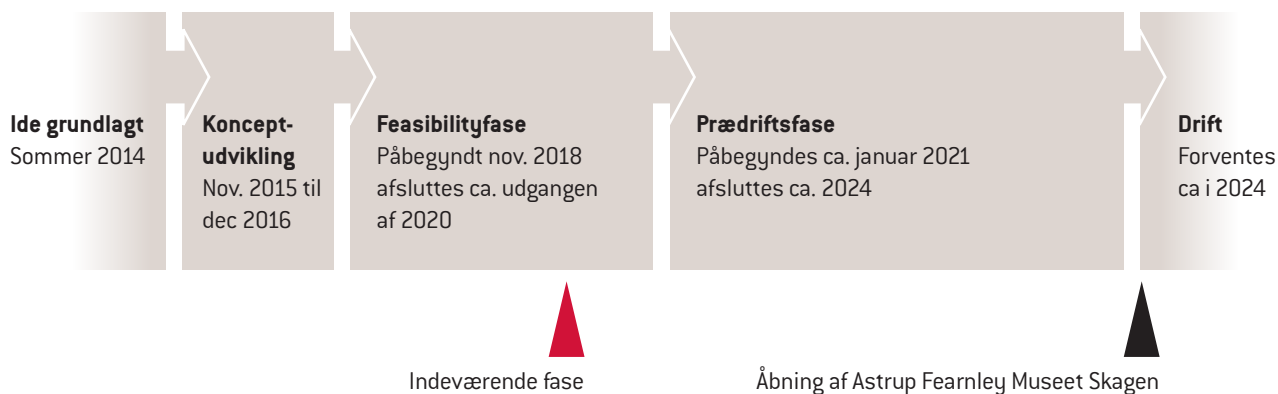 Ide grundlagt
Sommer 2014
Koncept-
udvikling
Nov. 2015 til
dec 2016
Feasibilityfase
Påbegyndt nov. 2018
afsluttes ca. udgangen
af 2020
Prædriftsfase
Påbegyndes ca. januar 2021
afsluttes ca. 2024
Drift
Forventes
ca i 2024
Indeværende fase
Åbning af Astrup Fearnley Museet Skagen